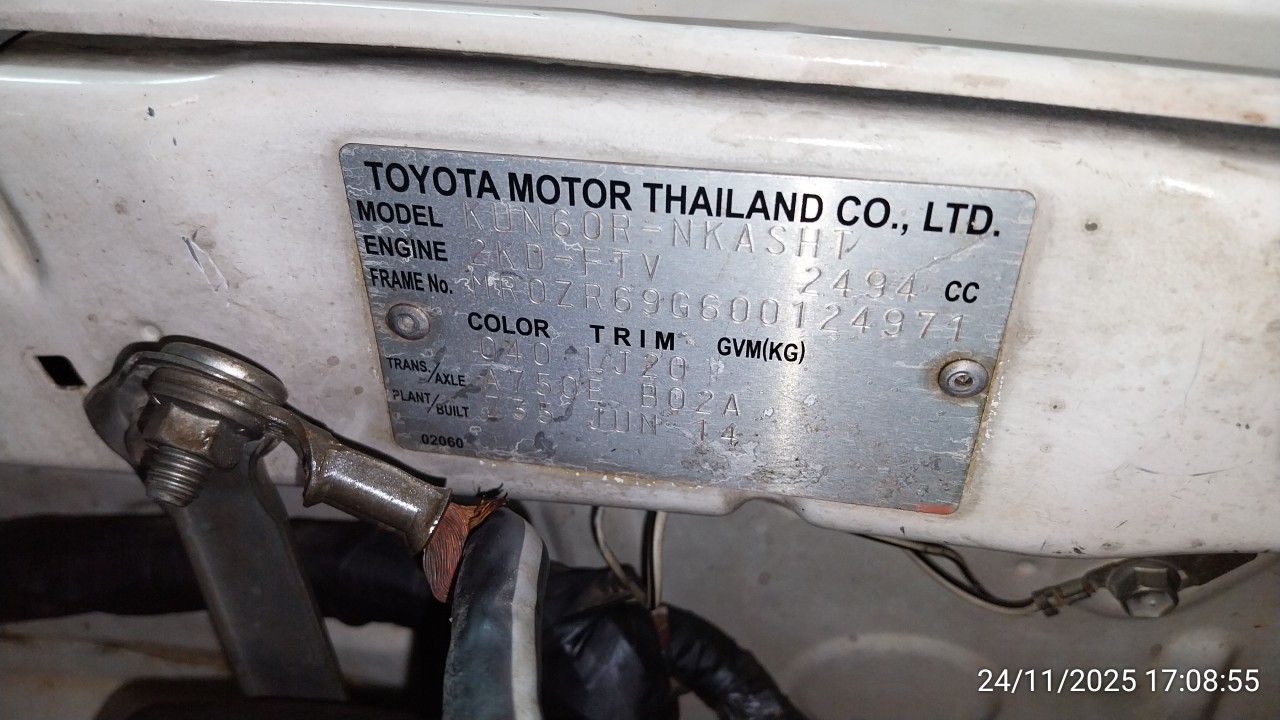 TOYOTA MOTOR THAILAND CO., LTD.
MODEL KUN60R-NKASHT
ENGINE 2KD-FTV 2494 CC
FRAME No. MR0ZR69G600124971
COLOR TRIM GVM(KG)
040 LJ20
TRANS./AXLE A750E B02A
PLANT/BUILT JUN 14
02060
24/11/2025 17:08:55